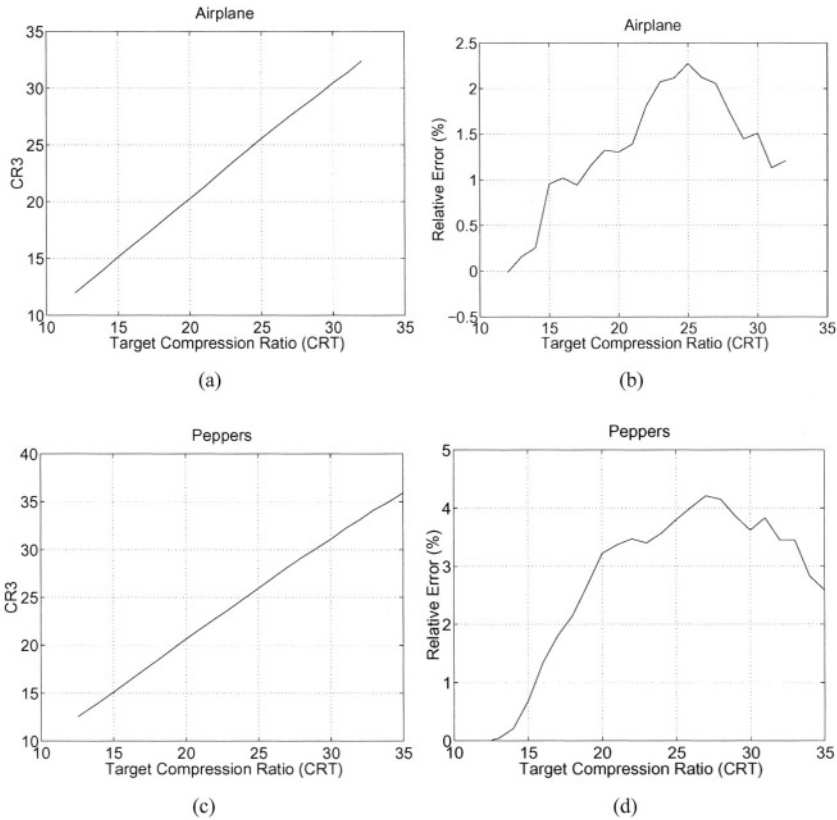 Airplane
35
30
25
20
15
10
CR3
10 15 20 25 30 35
Target Compression Ratio (CRT)
(a)
Airplane
2.5
2
1.5
1
0.5
0
−0.5
Relative Error (%)
10 15 20 25 30 35
Target Compression Ratio (CRT)
(b)
Peppers
40
35
30
25
20
15
10
CR3
10 15 20 25 30 35
Target Compression Ratio (CRT)
(c)
Peppers
5
4
3
2
1
0
Relative Error (%)
10 15 20 25 30 35
Target Compression Ratio (CRT)
(d)